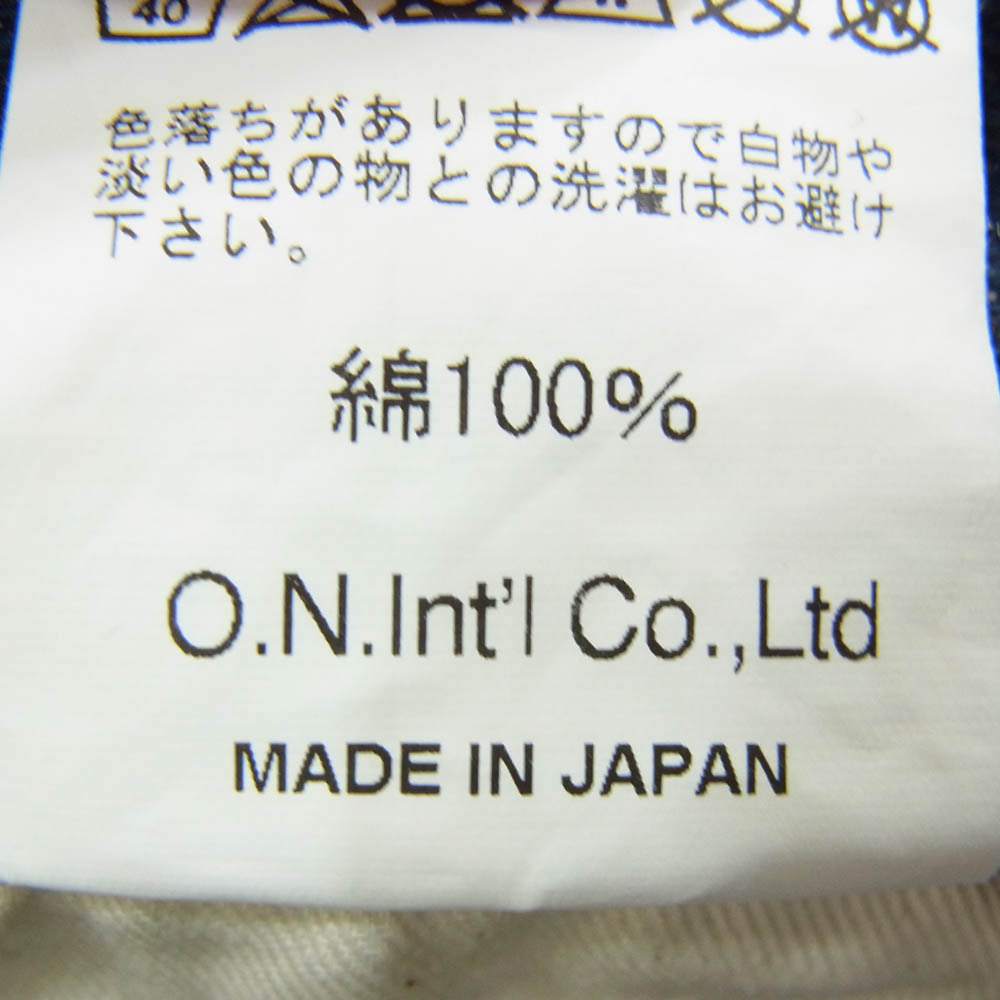 40
色落ちがありますので白物や
淡い色の物との洗濯はお避け
下さい。
綿100%
O.N.Int'l Co.,Ltd
MADE IN JAPAN